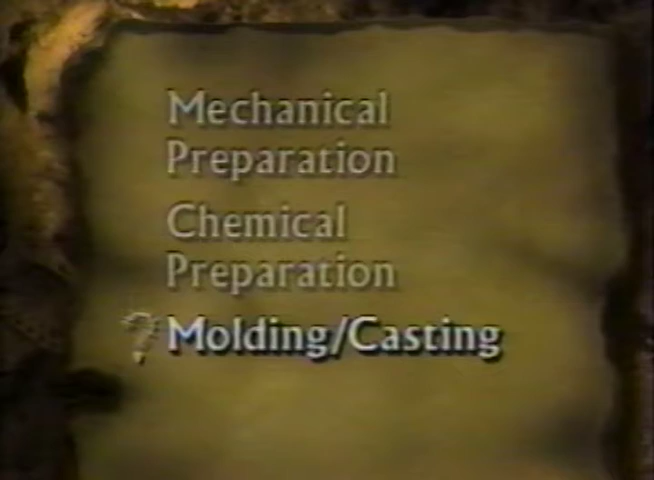 Mechanical
Preparation
Chemical
Preparation
? Molding/Casting